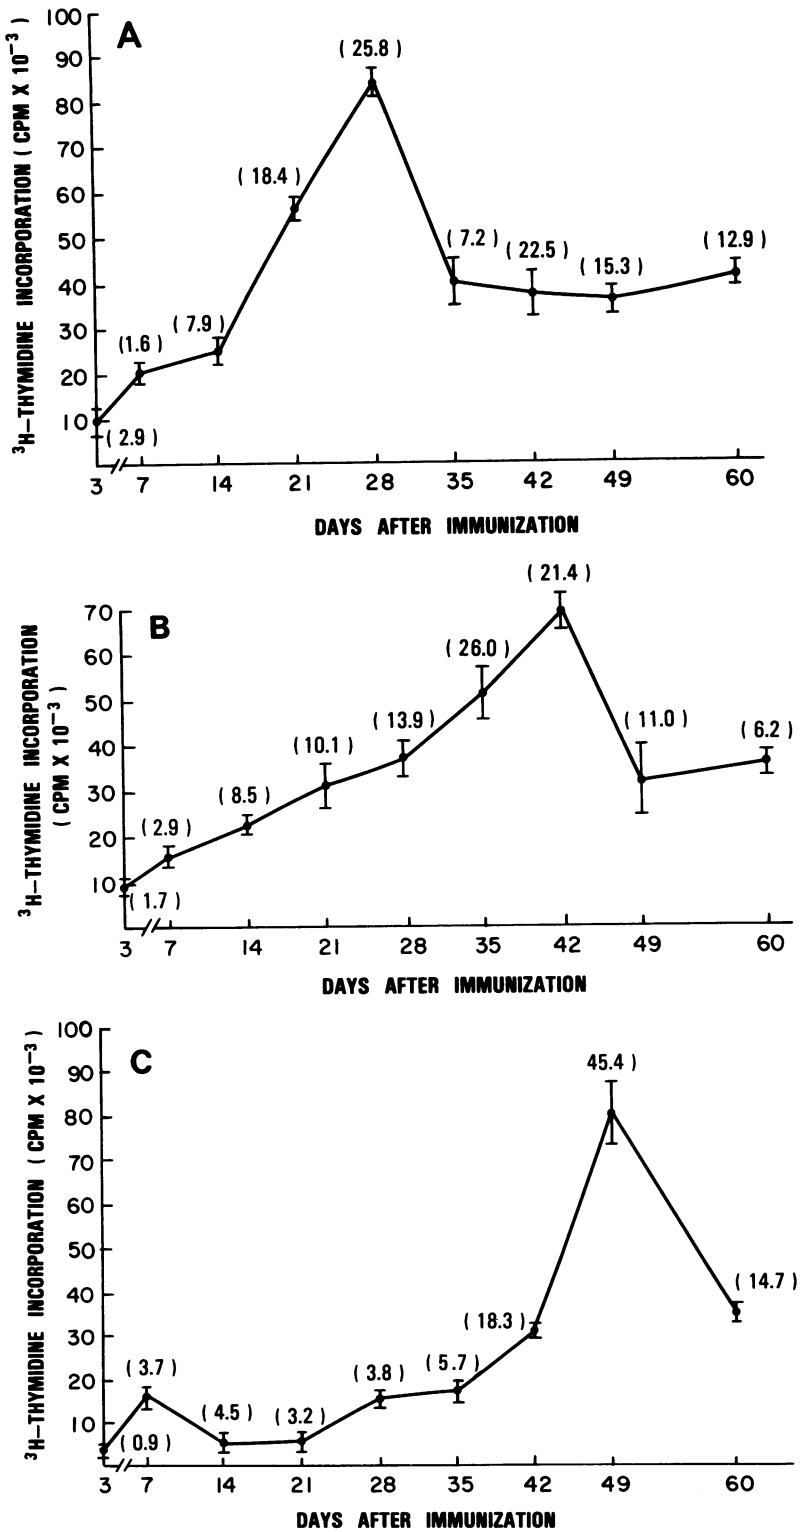 A
³H–THYMIDINE INCORPORATION ( CPM X 10⁻³ )
100
90
80
70
60
50
40
30
20
10
( 2.9 )
(1.6 )
( 7.9 )
( 18.4 )
( 25.8 )
( 7.2 )
( 22.5 )
( 15.3 )
( 12.9 )
3 7 14 21 28 35 42 49 60
DAYS AFTER IMMUNIZATION
B
³H–THYMIDINE INCORPORATION
( CPM X 10⁻³ )
70
60
50
40
30
20
10
( 1.7 )
( 2.9 )
( 8.5 )
( 10.1 )
( 13.9 )
( 26.0 )
( 21.4 )
( 11.0 )
( 6.2 )
3 7 14 21 28 35 42 49 60
DAYS AFTER IMMUNIZATION
C
³H–THYMIDINE INCORPORATION ( CPM X 10⁻³ )
100
90
80
70
60
50
40
30
20
10
( 0.9 )
( 3.7 )
( 4.5 )
( 3.2 )
( 3.8 )
( 5.7 )
( 18.3 )
45.4 )
( 14.7 )
3 7 14 21 28 35 42 49 60
DAYS AFTER IMMUNIZATION